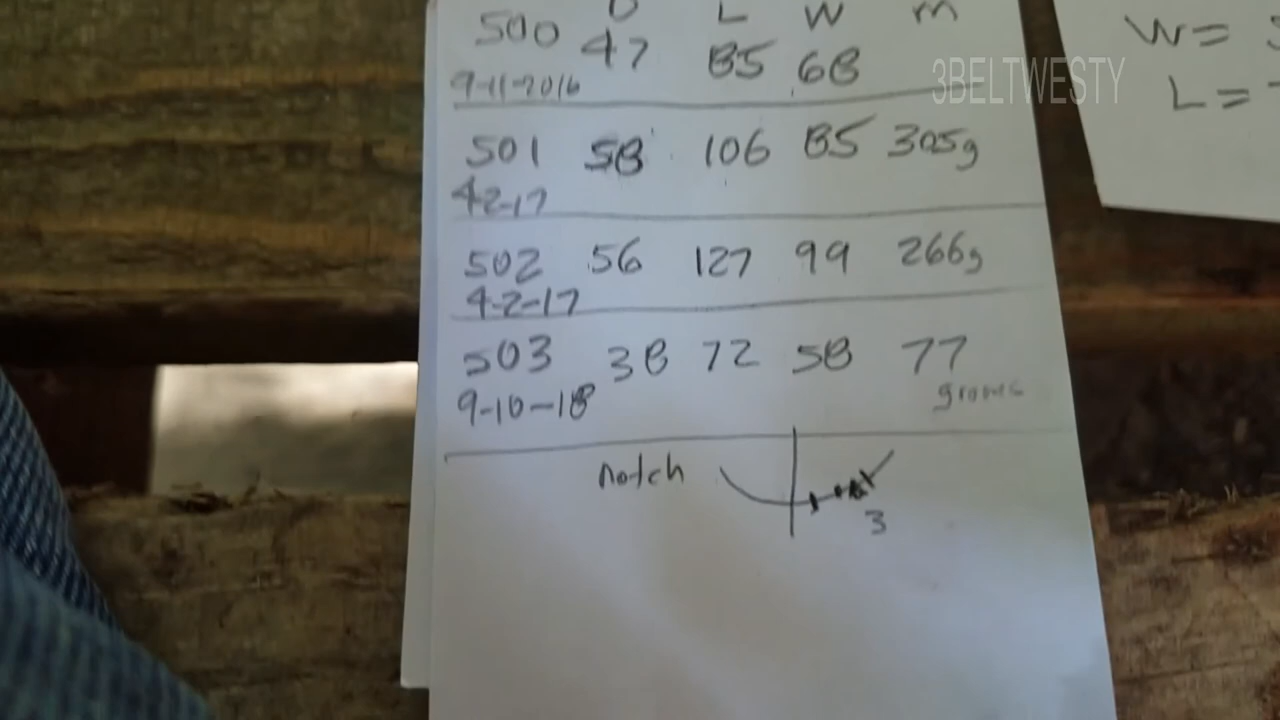 500 D L W m
47 85 68
9-11-2016
3BELTWESTY
501 58 106 85 305g
4-2-17
502 56 127 99 266g
4-2-17
503 38 72 58 77
9-10-18 grams
notch
3
W=
L=